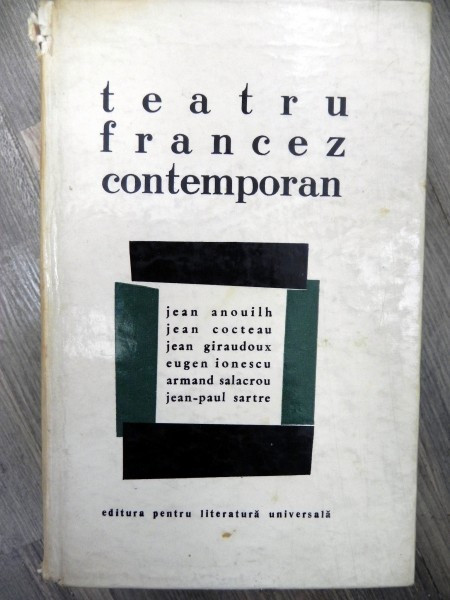 teatru
francez
contemporan
jean anouilh
jean cocteau
jean giraudoux
eugen ionescu
armand salacrou
jean-paul sartre
editura pentru literatură universală